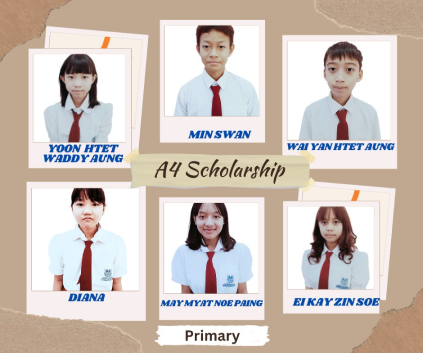 YOON HTET
WADDY AUNG
MIN SWAN
WAI YAN HTET AUNG
A4 Scholarship
DIANA
MAY MYAT NOE PAING
EI KAY ZIN SOE
Primary